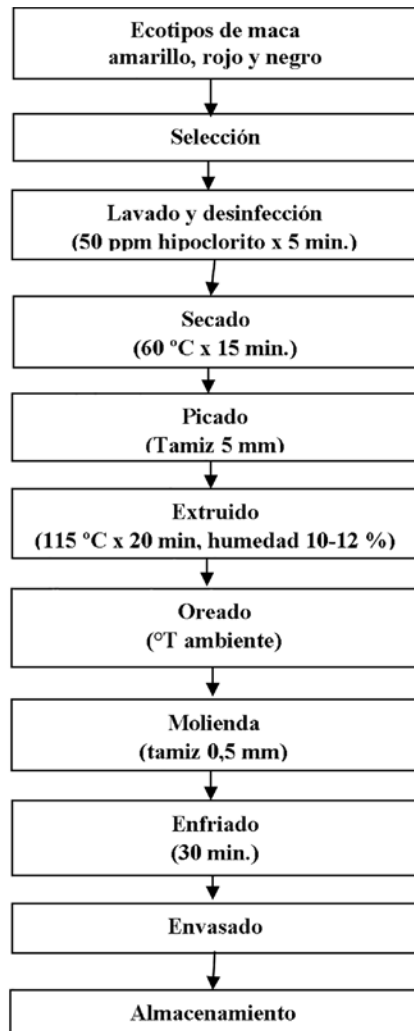 Ecotipos de maca
amarillo, rojo y negro
Selección
Lavado y desinfección
(50 ppm hipoclorito x 5 min.)
Secado
(60 ºC x 15 min.)
Picado
(Tamiz 5 mm)
Extruido
(115 ºC x 20 min, humedad 10-12 %)
Oreado
(°T ambiente)
Molienda
(tamiz 0,5 mm)
Enfriado
(30 min.)
Envasado
Almacenamiento